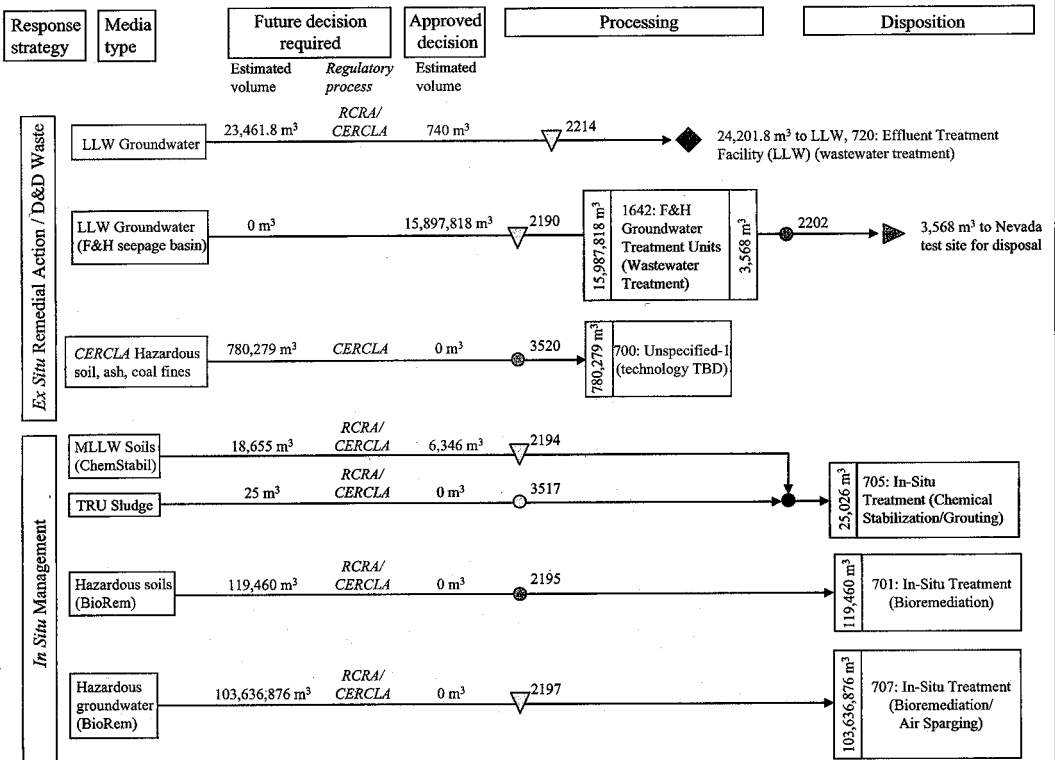 Response
strategy
Media
type
Future decision
required
Approved
decision
Processing
Disposition
Estimated
volume
Regulatory
process
Estimated
volume
Ex Situ Remedial Action / D&D Waste
LLW Groundwater
23,461.8 m³
RCRA/
CERCLA
740 m³
2214
24,201.8 m³ to LLW, 720: Effluent Treatment
Facility (LLW) (wastewater treatment)
LLW Groundwater
(F&H seepage basin)
0 m³
15,897,818 m³
2190
15,987,818 m³
1642: F&H
Groundwater
Treatment Units
(Wastewater
Treatment)
3,568 m³
2202
3,568 m³ to Nevada
test site for disposal
CERCLA Hazardous
soil, ash, coal fines
780,279 m³
CERCLA
0 m³
3520
780,279 m³
700: Unspecified-1
(technology TBD)
In Situ Management
MLLW Soils
(ChemStabil)
18,655 m³
RCRA/
CERCLA
6,346 m³
2194
TRU Sludge
25 m³
RCRA/
CERCLA
0 m³
3517
25,026 m³
705: In-Situ
Treatment (Chemical
Stabilization/Grouting)
Hazardous soils
(BioRem)
119,460 m³
RCRA/
CERCLA
0 m³
2195
119,460 m³
701: In-Situ Treatment
(Bioremediation)
Hazardous
groundwater
(BioRem)
103,636,876 m³
RCRA/
CERCLA
0 m³
2197
103,636,876 m³
707: In-Situ Treatment
(Bioremediation/
Air Sparging)